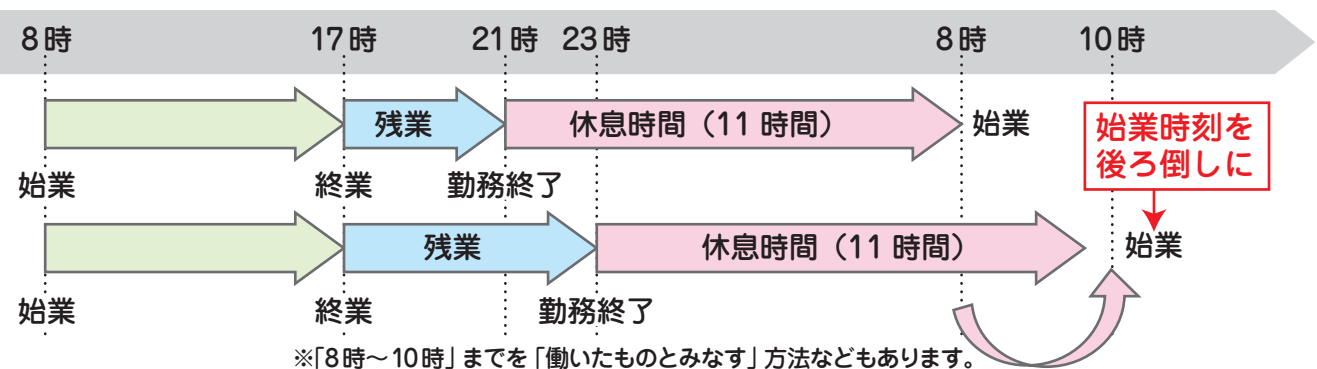 8時 17時 21時 23時 8時 10時
残業 休息時間（11 時間） 始業
始業時刻を
後ろ倒しに
始業 終業 勤務終了
残業 休息時間（11 時間） 始業
始業 終業 勤務終了
※「8時～10時」までを「働いたものとみなす」方法などもあります。